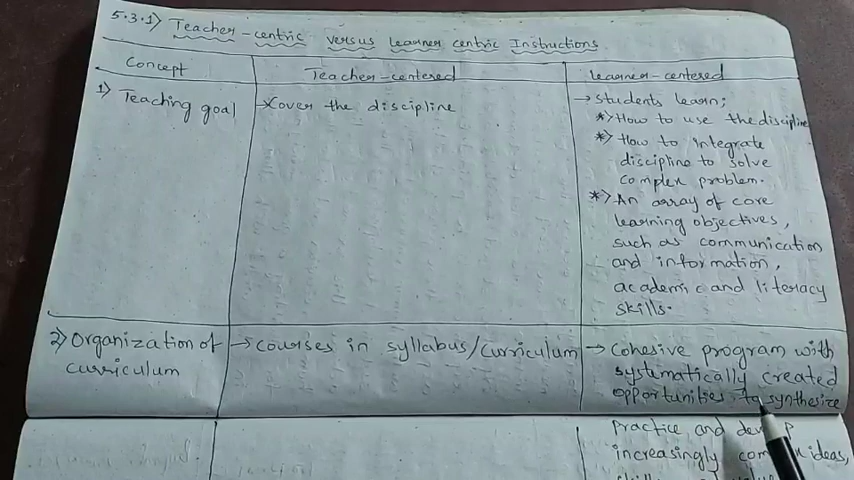 5.3.1) Teacher-centric versus learner centric Instructions
Concept Teacher-centered learner-centered
1) Teaching goal → Cover the discipline → Students learn;
*) How to use the discipline
*) How to integrate
discipline to solve
complex problem.
*) An array of core
learning objectives,
such as communication
and information,
academic and literacy
skills.
2) Organization of → courses in syllabus/curriculum → Cohesive program with
curriculum systematically created
opportunities to synthesize
practice and
increasingly ideas,